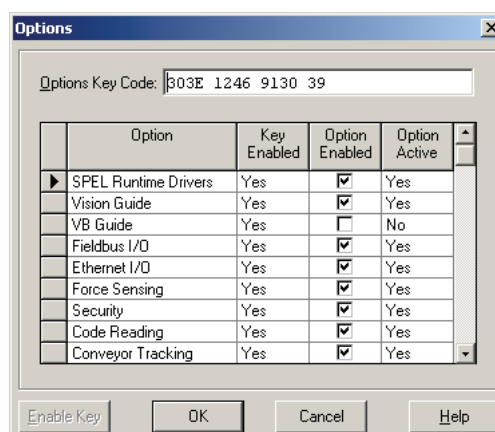 Options
Options Key Code: 303E 1246 9130 39
Option Key Enabled Option Enabled Option Active
SPEL Runtime Drivers Yes Yes
Vision Guide Yes Yes
VB Guide Yes No
Fieldbus I/O Yes Yes
Ethernet I/O Yes Yes
Force Sensing Yes Yes
Security Yes Yes
Code Reading Yes Yes
Conveyor Tracking Yes Yes
Enable Key OK Cancel Help